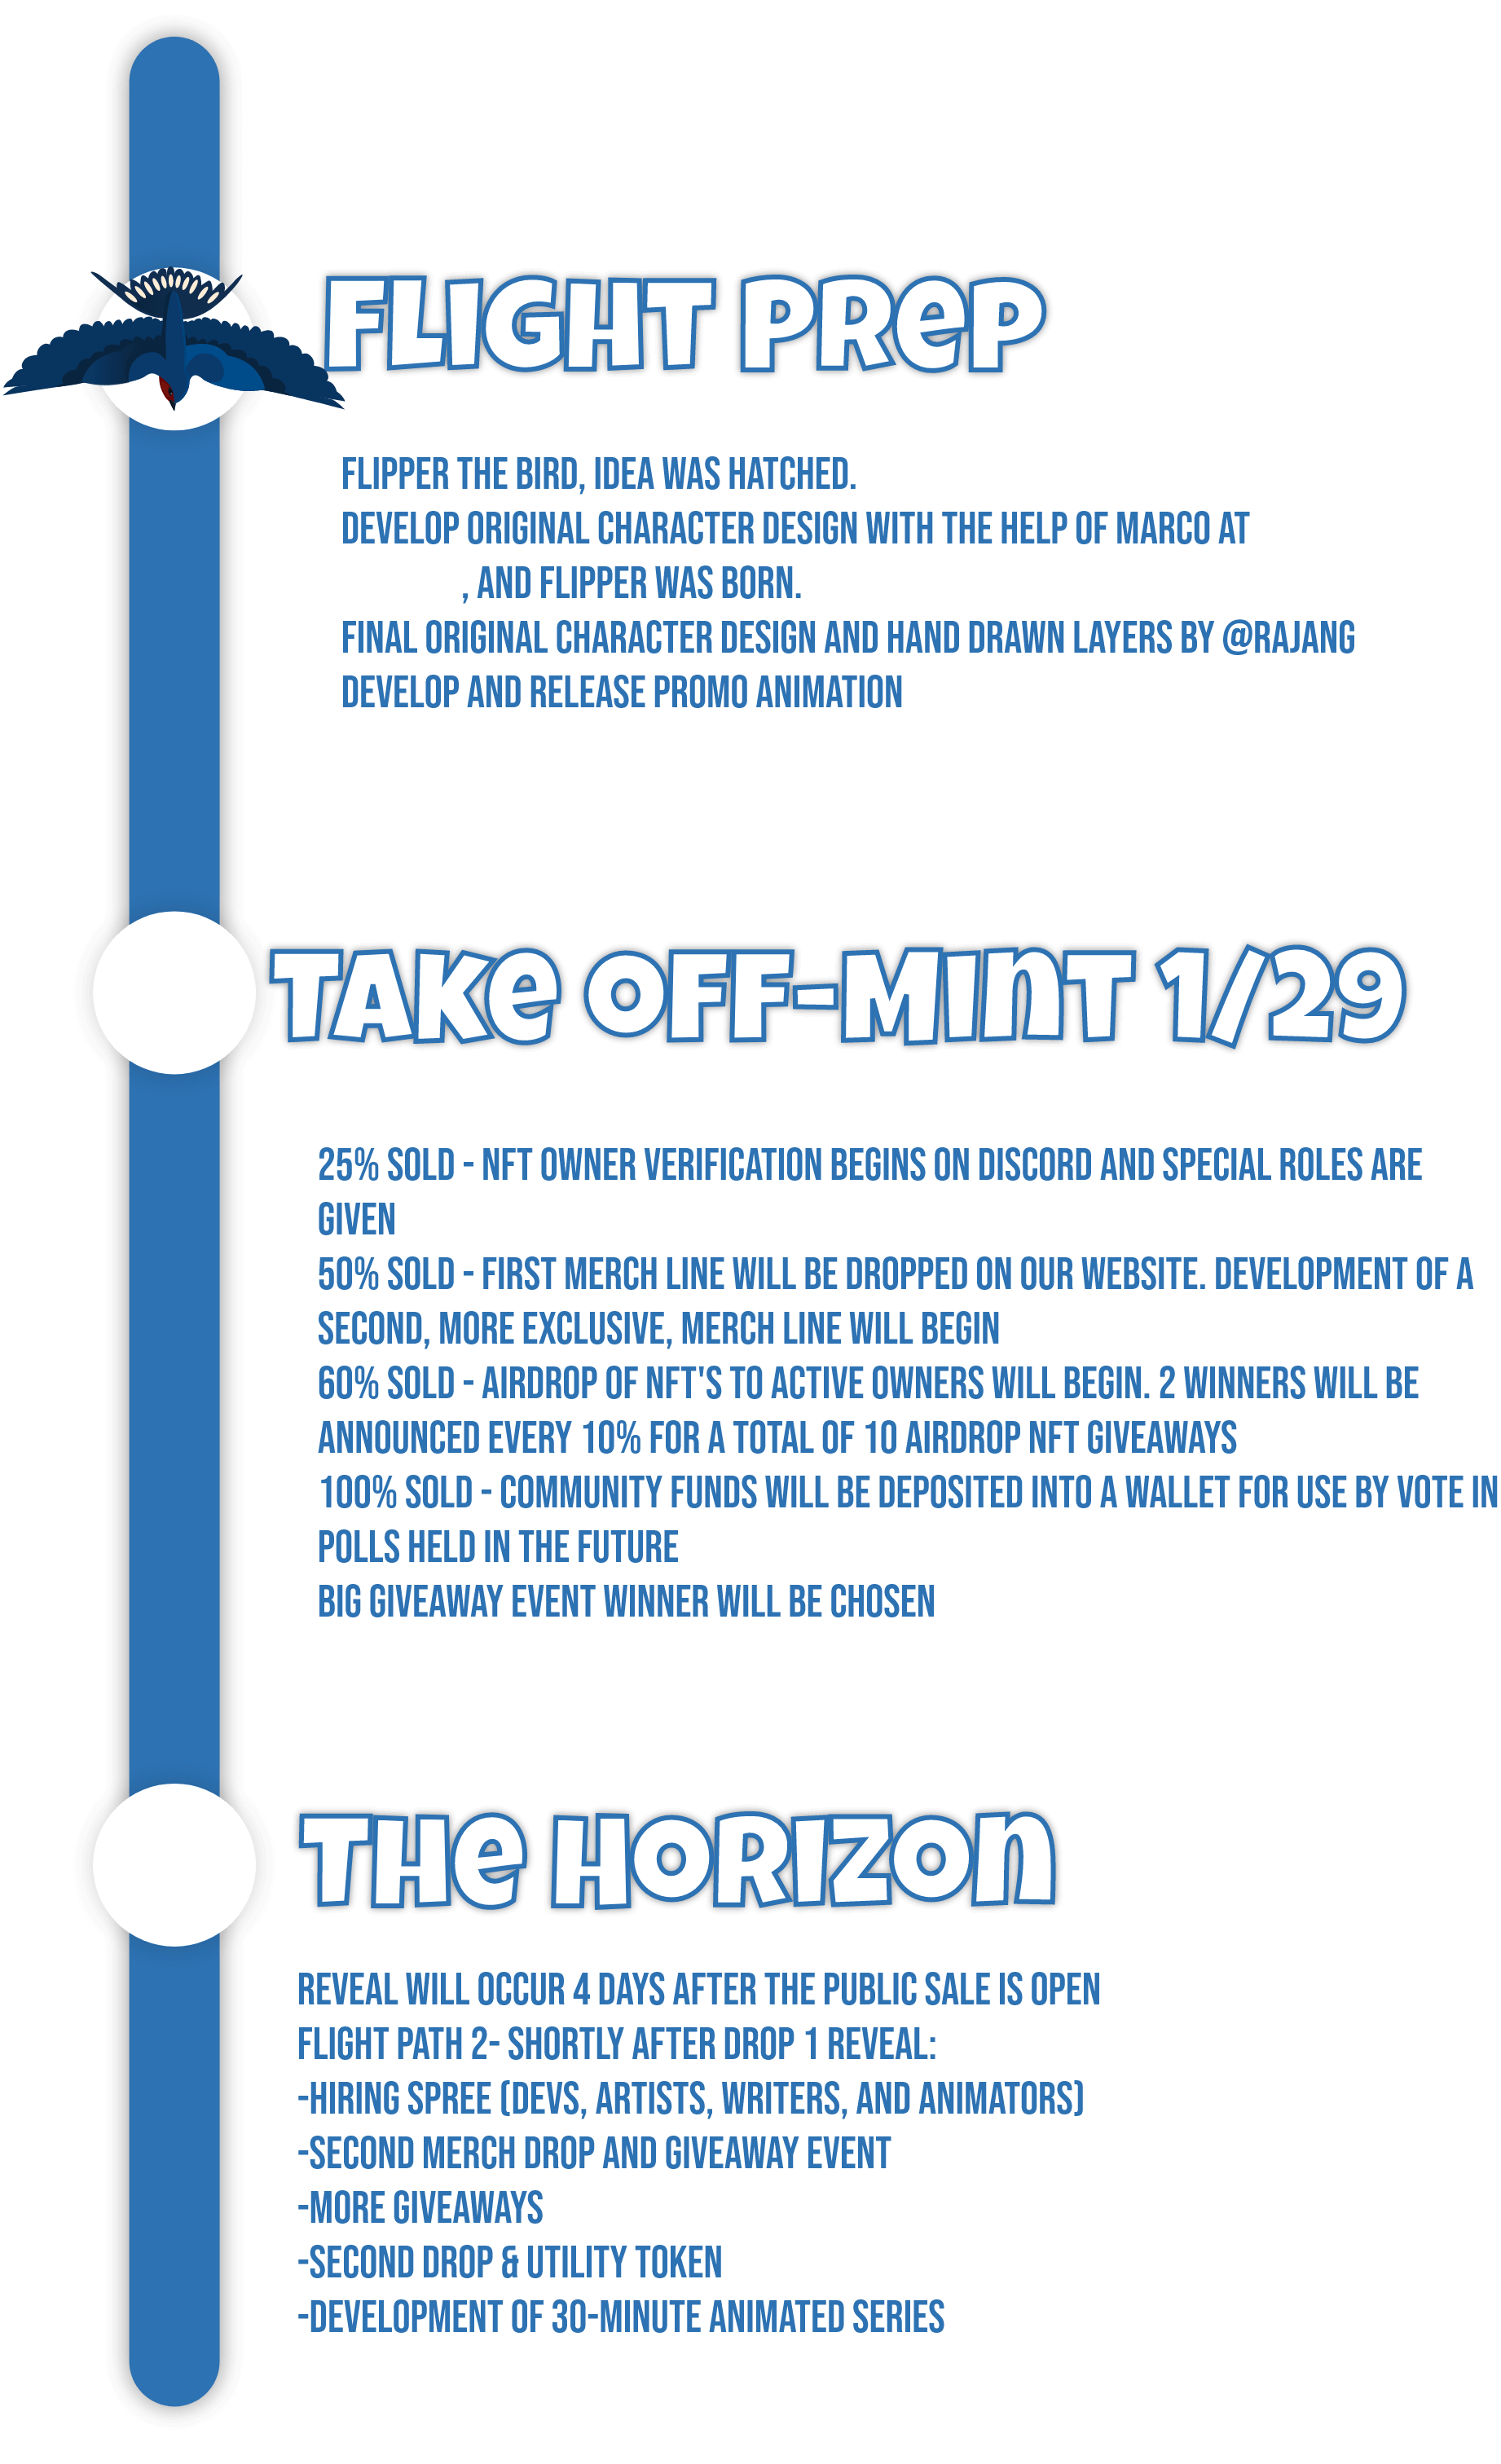 FLIGHT PREP
FLIPPER THE BIRD, IDEA WAS HATCHED.
DEVELOP ORIGINAL CHARACTER DESIGN WITH THE HELP OF MARCO AT
, AND FLIPPER WAS BORN.
FINAL ORIGINAL CHARACTER DESIGN AND HAND DRAWN LAYERS BY @RAJANG
DEVELOP AND RELEASE PROMO ANIMATION
TAKE OFF-MINT 1/29
25% SOLD - NFT OWNER VERIFICATION BEGINS ON DISCORD AND SPECIAL ROLES ARE
GIVEN
50% SOLD - FIRST MERCH LINE WILL BE DROPPED ON OUR WEBSITE. DEVELOPMENT OF A
SECOND, MORE EXCLUSIVE, MERCH LINE WILL BEGIN
60% SOLD - AIRDROP OF NFT'S TO ACTIVE OWNERS WILL BEGIN. 2 WINNERS WILL BE
ANNOUNCED EVERY 10% FOR A TOTAL OF 10 AIRDROP NFT GIVEAWAYS
100% SOLD - COMMUNITY FUNDS WILL BE DEPOSITED INTO A WALLET FOR USE BY VOTE IN
POLLS HELD IN THE FUTURE
BIG GIVEAWAY EVENT WINNER WILL BE CHOSEN
THE HORIZON
REVEAL WILL OCCUR 4 DAYS AFTER THE PUBLIC SALE IS OPEN
FLIGHT PATH 2- SHORTLY AFTER DROP 1 REVEAL:
-HIRING SPREE (DEVS, ARTISTS, WRITERS, AND ANIMATORS)
-SECOND MERCH DROP AND GIVEAWAY EVENT
-MORE GIVEAWAYS
-SECOND DROP & UTILITY TOKEN
-DEVELOPMENT OF 30-MINUTE ANIMATED SERIES